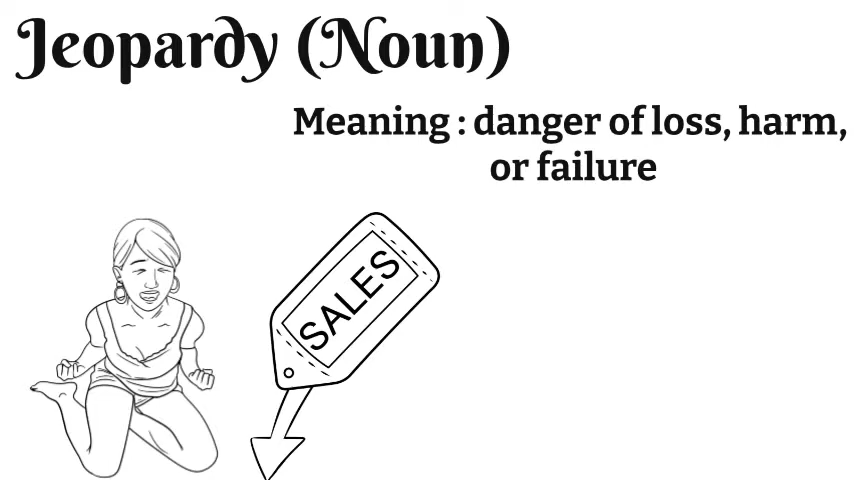 Jeopardy (Noun)
Meaning : danger of loss, harm,
or failure
SALES